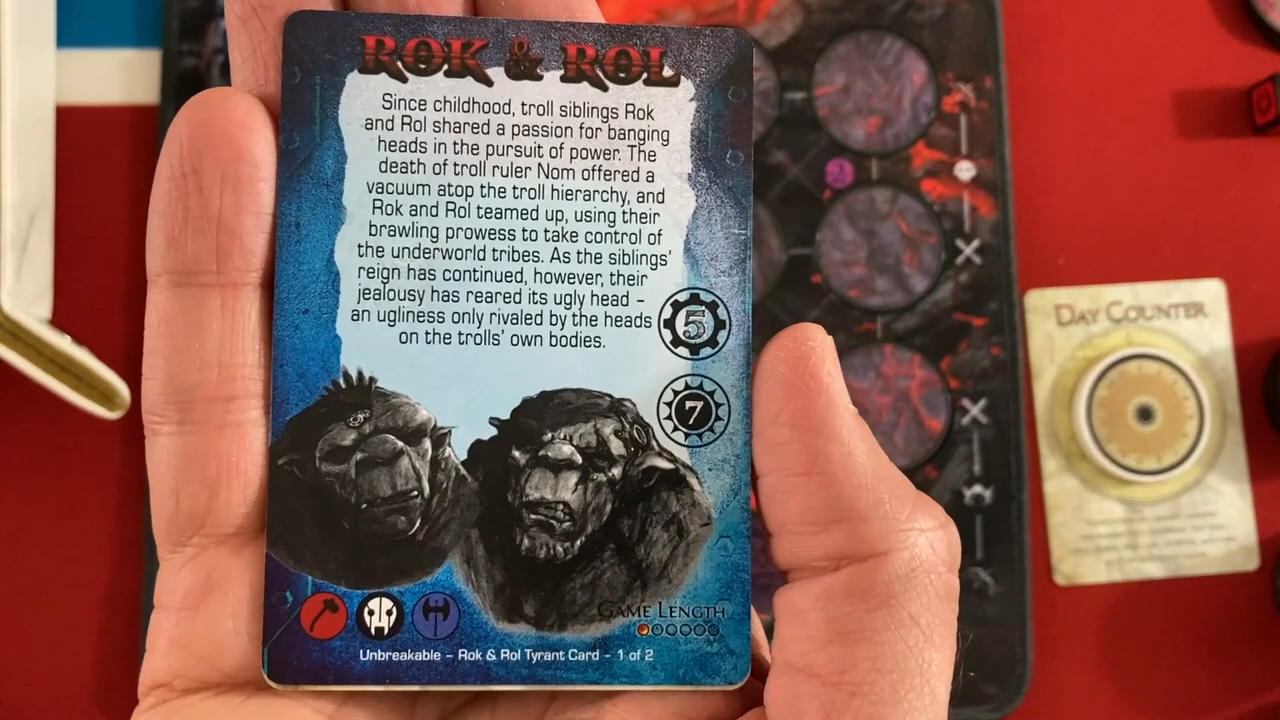 ROK & ROL
Since childhood, troll siblings Rok
and Rol shared a passion for banging
heads in the pursuit of power. The
death of troll ruler Nom offered a
vacuum atop the troll hierarchy, and
Rok and Rol teamed up, using their
brawling prowess to take control of
the underworld tribes. As the siblings'
reign has continued, however, their
jealousy has reared its ugly head –
an ugliness only rivaled by the heads
on the trolls' own bodies.
5
7
GAME LENGTH
Unbreakable – Rok & Rol Tyrant Card – 1 of 2
2
DAY COUNTER